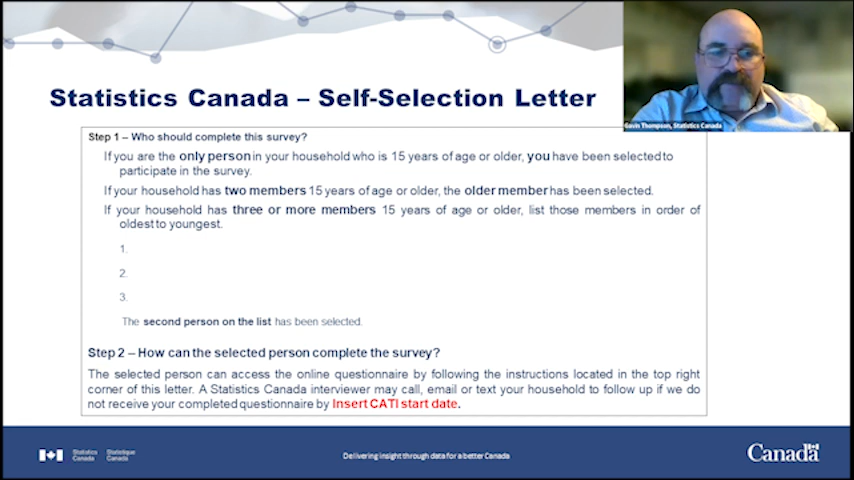 Statistics Canada – Self-Selection Letter
Gavin Thompson, Statistics Canada
Step 1 – Who should complete this survey?
If you are the only person in your household who is 15 years of age or older, you have been selected to
participate in the survey.
If your household has two members 15 years of age or older, the older member has been selected.
If your household has three or more members 15 years of age or older, list those members in order of
oldest to youngest.
1.
2.
3.
The second person on the list has been selected.
Step 2 – How can the selected person complete the survey?
The selected person can access the online questionnaire by following the instructions located in the top right
corner of this letter. A Statistics Canada interviewer may call, email or text your household to follow up if we do
not receive your completed questionnaire by Insert CATI start date.
Statistics Statistique
Canada Canada
Delivering insight through data for a better Canada
Canada